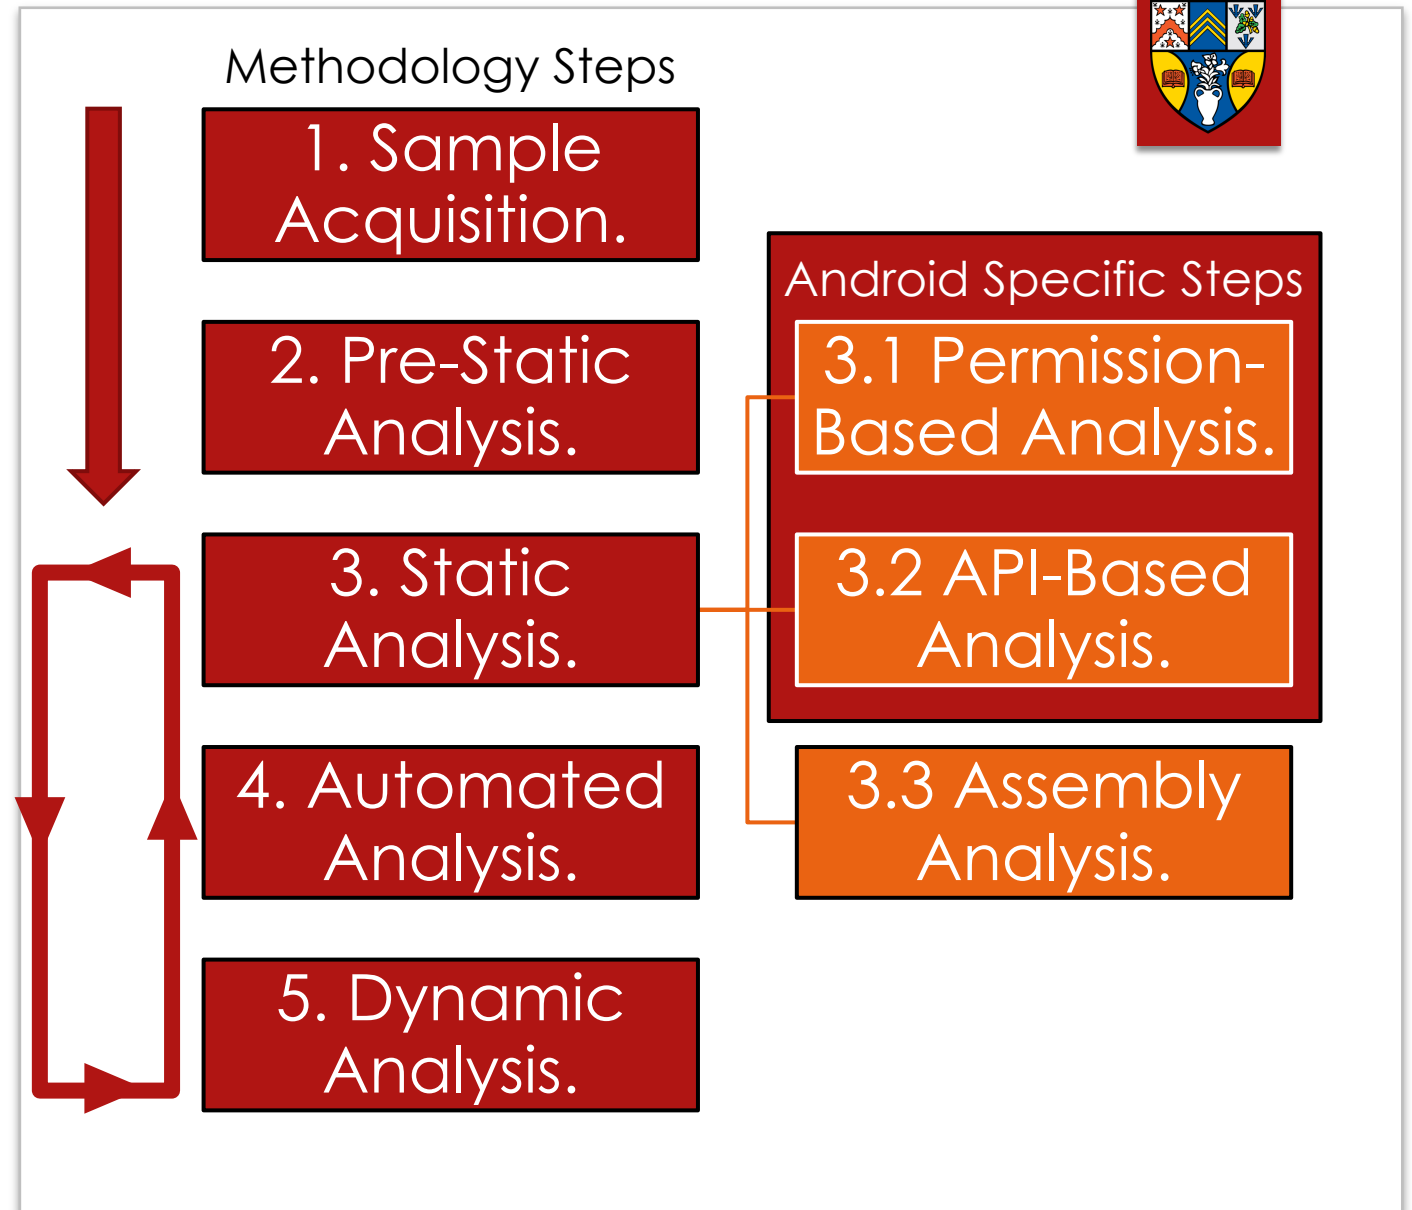 Methodology Steps
1. Sample
Acquisition.
2. Pre-Static
Analysis.
3. Static
Analysis.
4. Automated
Analysis.
5. Dynamic
Analysis.
Android Specific Steps
3.1 Permission-
Based Analysis.
3.2 API-Based
Analysis.
3.3 Assembly
Analysis.